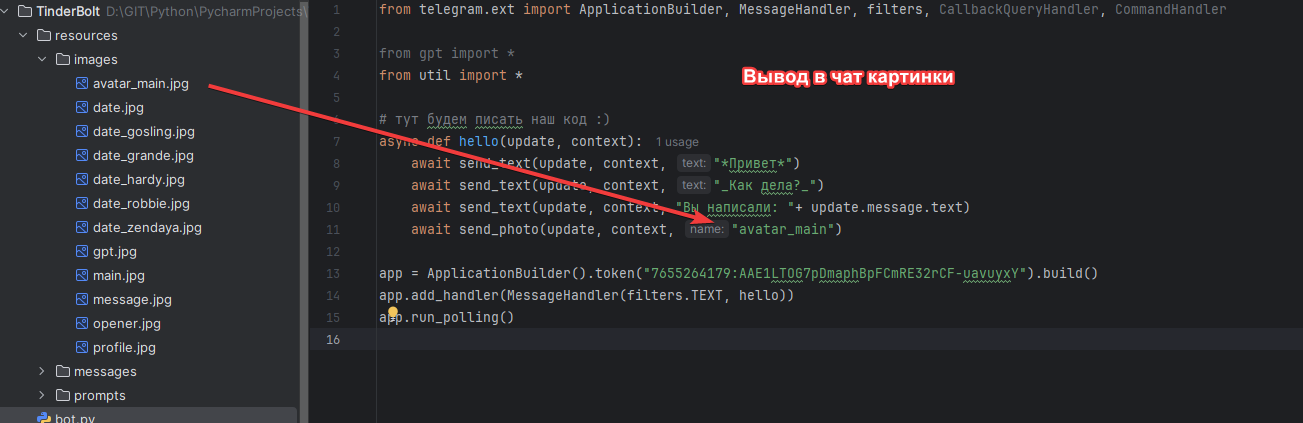 TinderBolt D:\GIT\Python\PycharmProjects\
resources
images
avatar_main.jpg
date.jpg
date_gosling.jpg
date_grande.jpg
date_hardy.jpg
date_robbie.jpg
date_zendaya.jpg
gpt.jpg
main.jpg
message.jpg
opener.jpg
profile.jpg
messages
prompts
bot.py
1 from telegram.ext import ApplicationBuilder, MessageHandler, filters, CallbackQueryHandler, CommandHandler
2
3 from gpt import *
4 from util import *
Вывод в чат картинки
5
# тут будем писать наш код :)
7 async def hello(update, context): 1 usage
8 await send_text(update, context, text: "*Привет*")
9 await send_text(update, context, text: "_Как дела?_")
10 await send_text(update, context, "Вы написали: "+ update.message.text)
11 await send_photo(update, context, name: "avatar_main")
12
13 app = ApplicationBuilder().token("7655264179:AAE1LTOG7pDmaphBpFCmRE32rCF-uavuyxY").build()
14 app.add_handler(MessageHandler(filters.TEXT, hello))
15 app.run_polling()
16